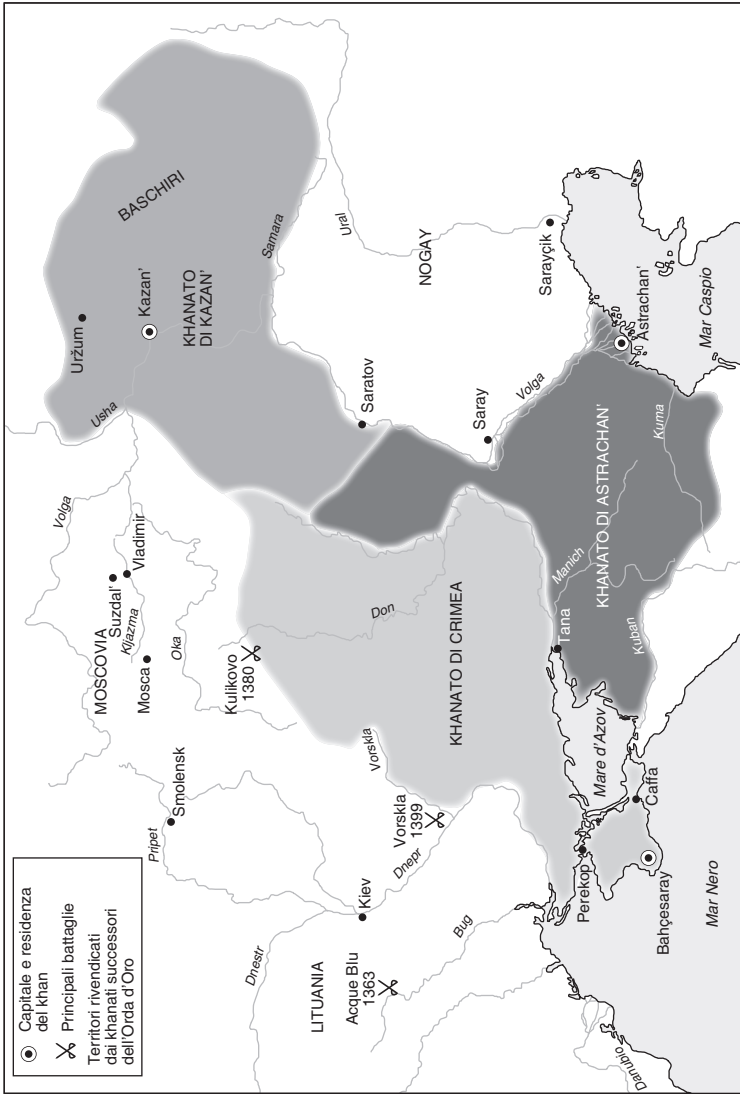 Capitale e residenza
del khan
Principali battaglie
Territori rivendicati
dai khanati successori
dell'Orda d'Oro
Pripet
Smolensk
Dnestr
Kiev
LITUANIA
Acque Blu
1363
Bug
Danubio
Dnepr
Vorskla
1399
Vorskla
MOSCOVIA
Volga
Suzdal'
Vladimir
Kljazma
Mosca
Oka
Kulikovo
1380
Don
KHANATO DI CRIMEA
Perekop
Bahçesaray
Caffa
Mare d'Azov
Mar Nero
Tana
Manich
Kuban
KHANATO DI ASTRACHAN'
Kuma
Uržum
Kazan'
Usha
KHANATO
DI KAZAN'
BASCHIRI
Samara
Saratov
Saray
Volga
Ural
NOGAY
Sarayçik
Astrachan'
Mar Caspio